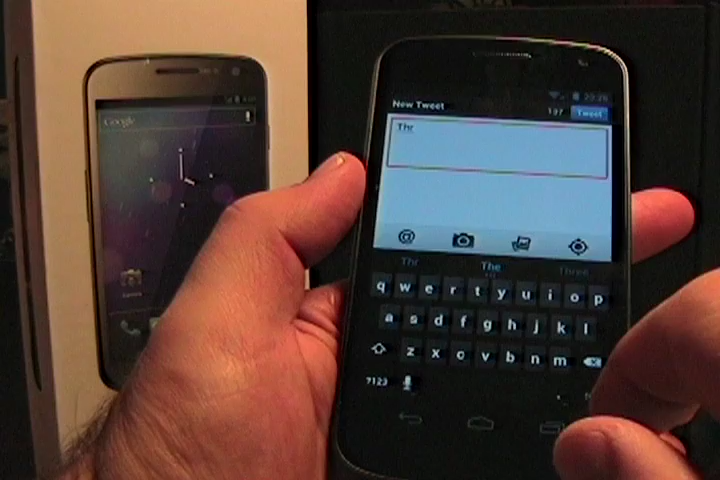 Google
New Tweet 137 Tweet
Thr
@
Thr The Three
q w e r t y u i o p
a s d f g h j k l
z x c v b n m
?123